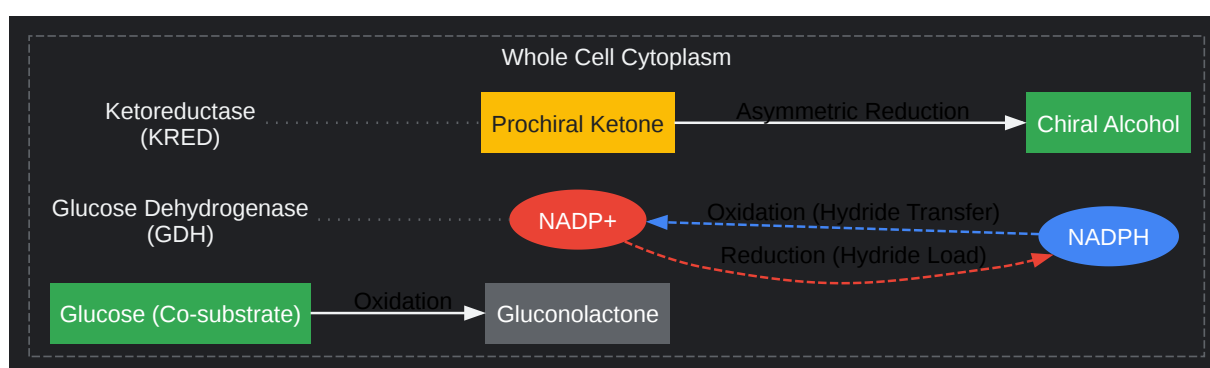 Whole Cell Cytoplasm
Ketoreductase
(KRED)
Prochiral Ketone
Asymmetric Reduction
Chiral Alcohol
Glucose Dehydrogenase
(GDH)
NADP+
Oxidation (Hydride Transfer)
NADPH
Reduction (Hydride Load)
Glucose (Co-substrate)
Oxidation
Gluconolactone